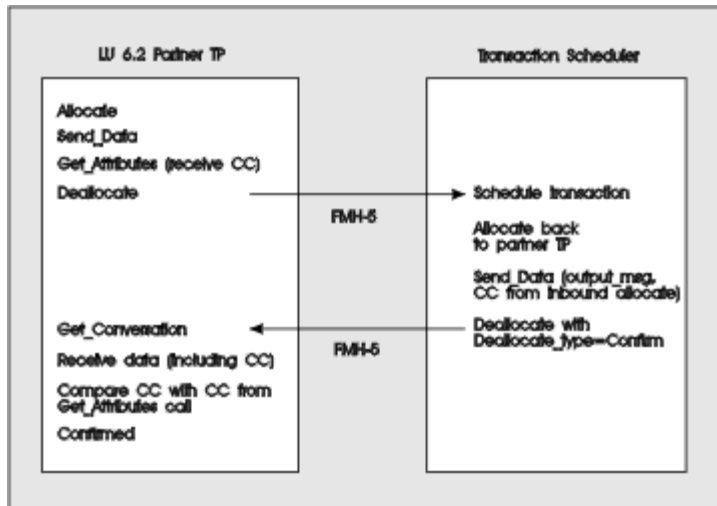 LU 6.2 Partner TP
Allocate
Send_Data
Get_Attributes (receive CC)
Deallocate
Get_Conversation
Receive data (including CC)
Compare CC with CC from
Get_Attributes call
Confirmed
FMH-5
FMH-5
Transaction Scheduler
Schedule transaction
Allocate back
to partner TP
Send_Data (output_msg,
CC from inbound allocate)
Deallocate with
Deallocate_type=Confirm